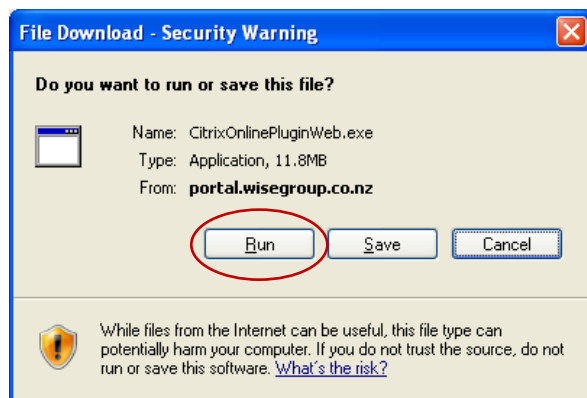 File Download - Security Warning
Do you want to run or save this file?
Name: CitrixOnlinePluginWeb.exe
Type: Application, 11.8MB
From: portal.wisegroup.co.nz
Run Save Cancel
While files from the Internet can be useful, this file type can
potentially harm your computer. If you do not trust the source, do not
run or save this software. What's the risk?